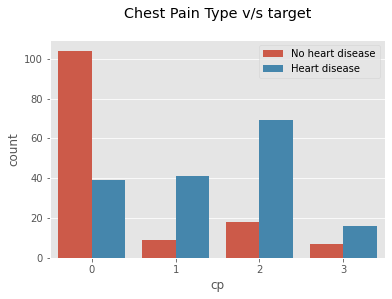 Chest Pain Type v/s target
No heart disease
Heart disease
100
80
60
40
20
0
count
0 1 2 3
cp